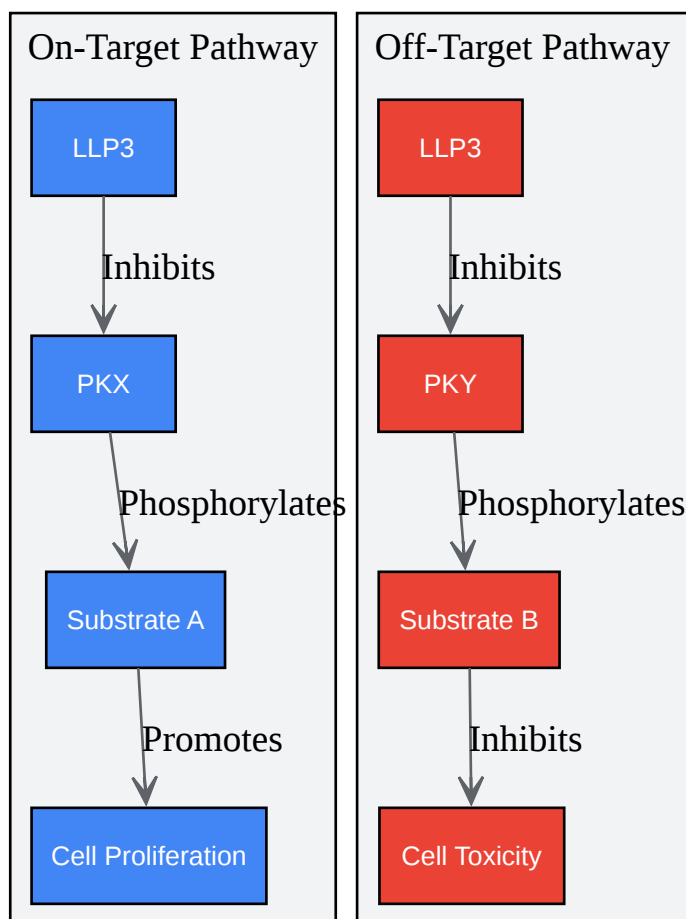 On-Target Pathway
LLP3
Inhibits
PKX
Phosphorylates
Substrate A
Promotes
Cell Proliferation
Off-Target Pathway
LLP3
Inhibits
PKY
Phosphorylates
Substrate B
Inhibits
Cell Toxicity